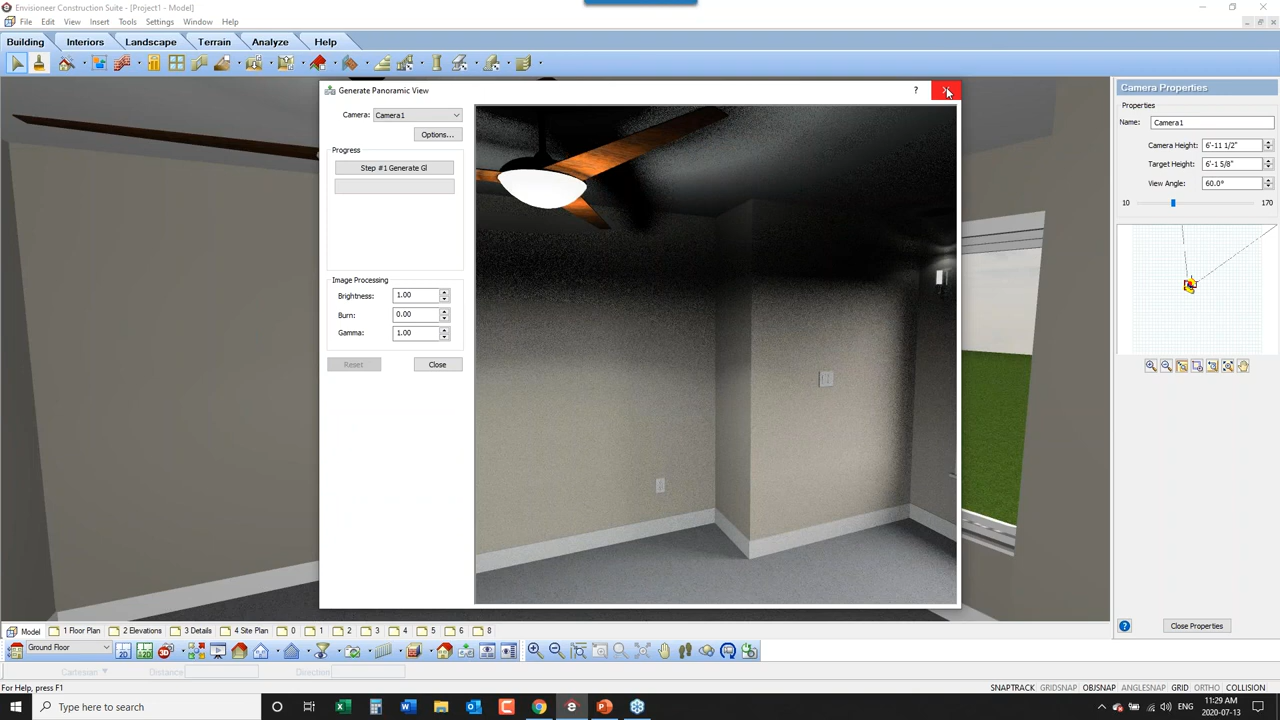 Envisioneer Construction Suite - [Project1 - Model]
File Edit View Insert Tools Settings Window Help
Building Interiors Landscape Terrain Analyze Help
Generate Panoramic View ?
Camera: Camera1
Options...
Progress
Step #1 Generate GI
Image Processing
Brightness: 1.00
Burn: 0.00
Gamma: 1.00
Reset Close
Camera Properties
Properties
Name: Camera1
Camera Height: 6'-11 1/2"
Target Height: 6'-1 5/8"
View Angle: 60.0°
10 170
Close Properties
Model 1 Floor Plan 2 Elevations 3 Details 4 Site Plan 0 1 2 3 4 5 6 8
Ground Floor 2D 3D
Cartesian Distance Direction
For Help, press F1 SNAPTRACK GRIDSNAP OBJSNAP ANGLESNAP GRID ORTHO COLLISION
Type here to search
ENG 11:29 AM
2020-07-13